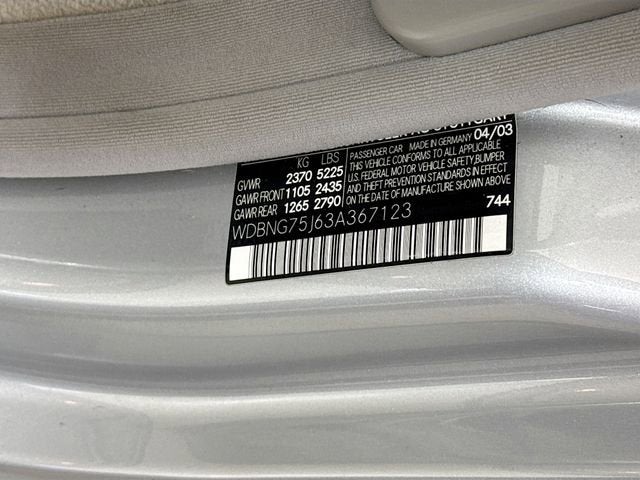 KG LBS
GVWR 2370 5225
GAWR FRONT 1105 2435
GAWR REAR 1265 2790
04/03
PASSENGER CAR MADE IN GERMANY
THIS VEHICLE CONFORMS TO ALL APPLICABLE
U.S. FEDERAL MOTOR VEHICLE SAFETY, BUMPER
AND THEFT PREVENTION STANDARDS IN EFFECT
ON THE DATE OF MANUFACTURE SHOWN ABOVE
744
WDBNG75J63A367123